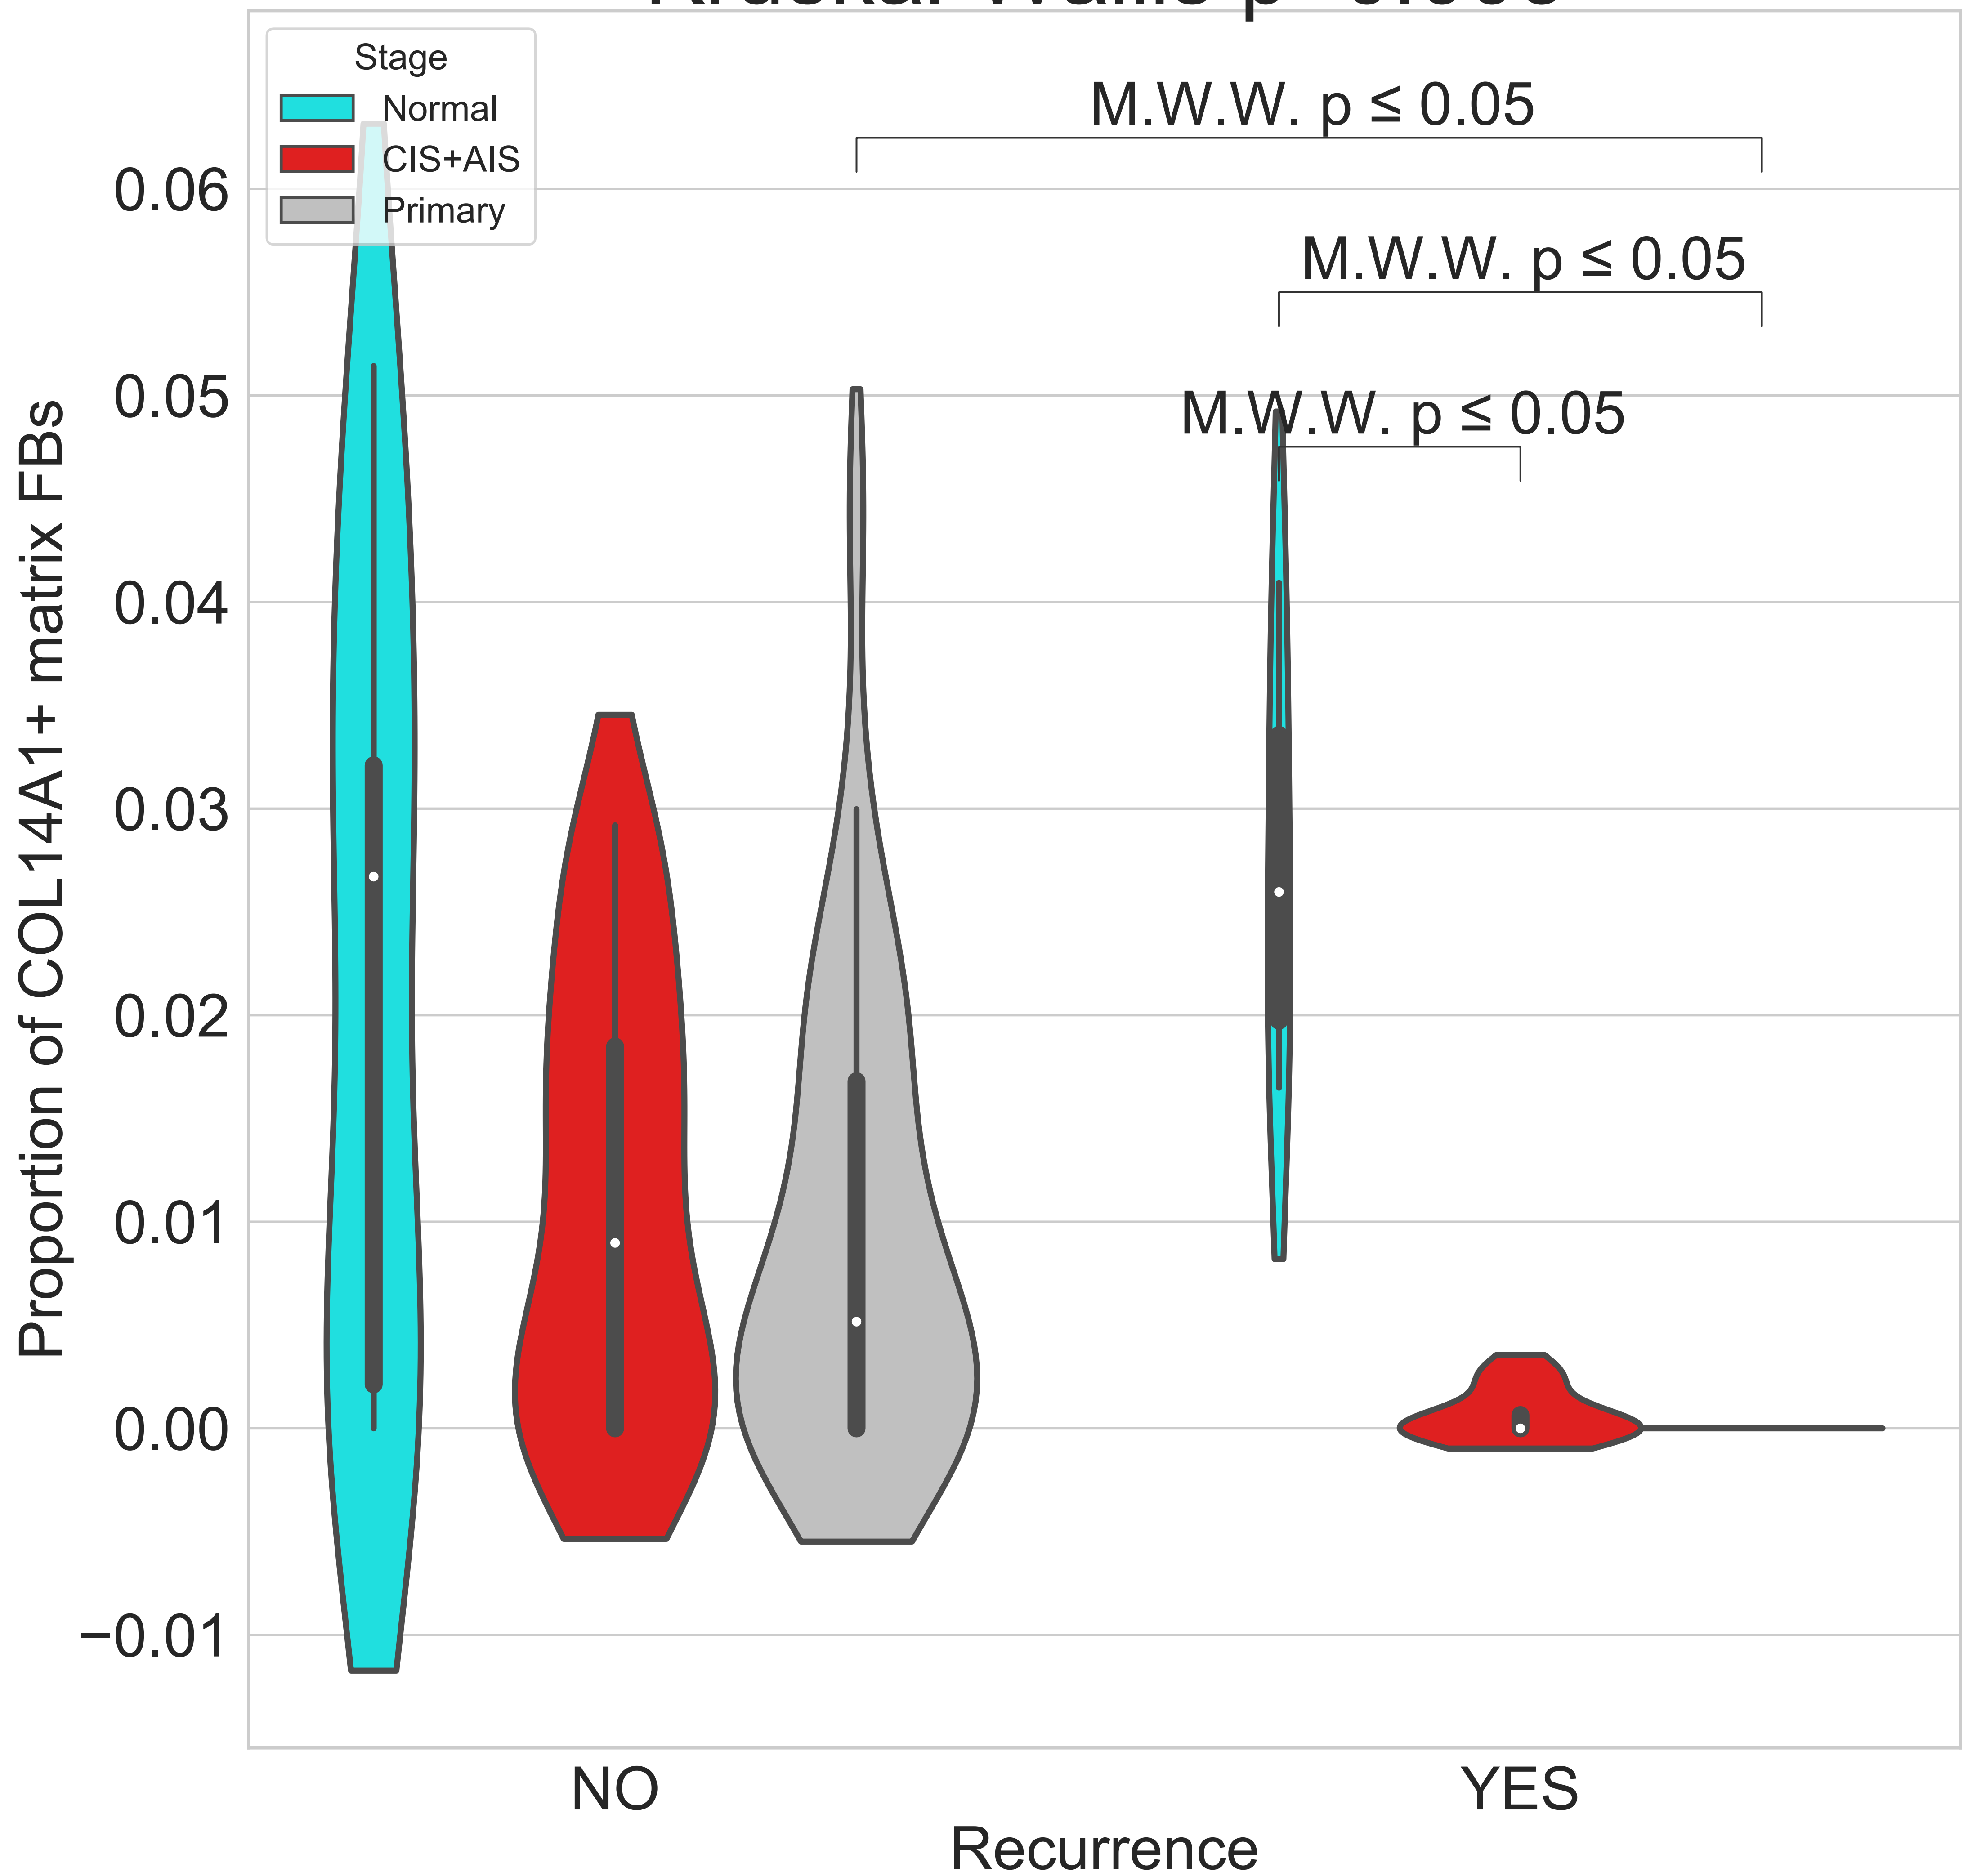 Stage
Normal
CIS+AIS
Primary
M.W.W. p ≤ 0.05
M.W.W. p ≤ 0.05
M.W.W. p ≤ 0.05
Proportion of COL14A1+ matrix FBs
0.06
0.05
0.04
0.03
0.02
0.01
0.00
−0.01
NO
YES
Recurrence